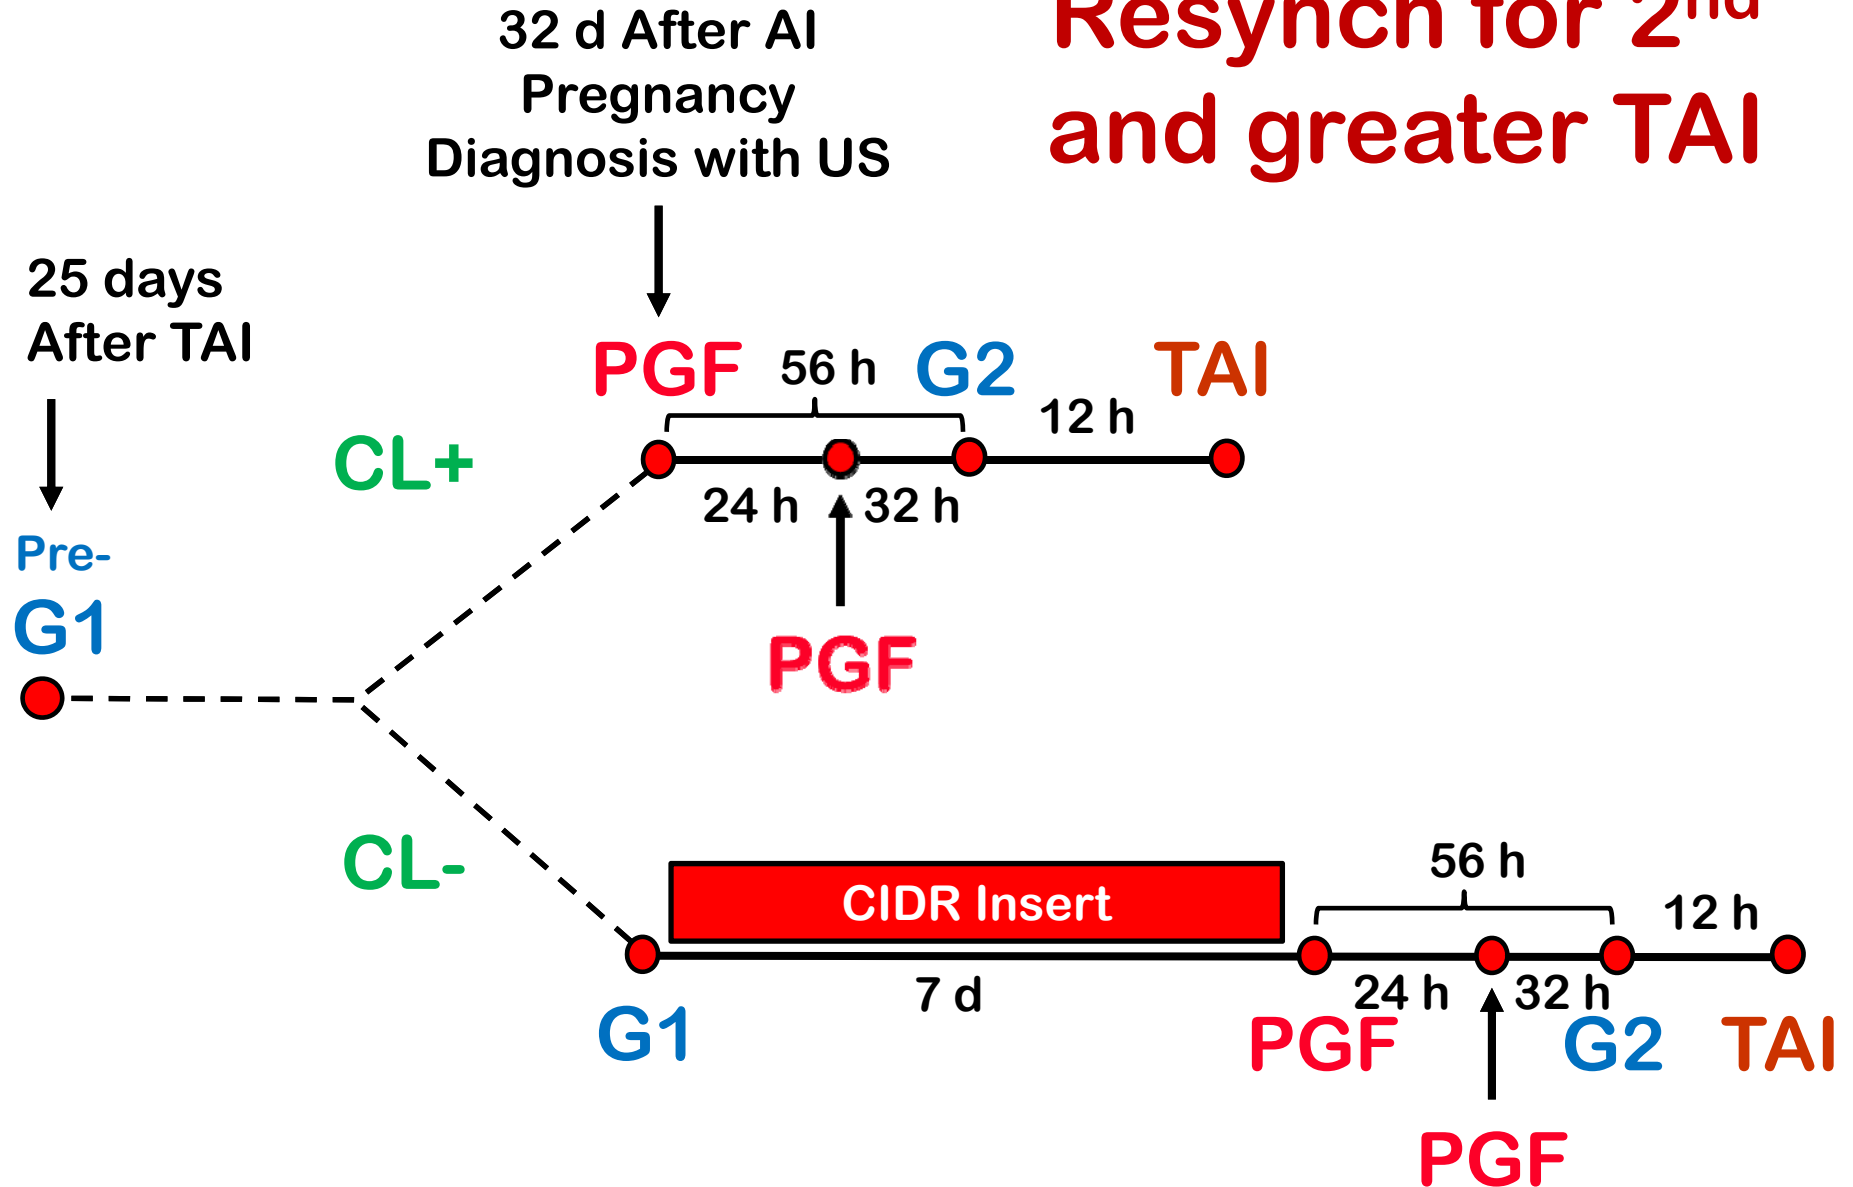 Resynch for 2nd
and greater TAI
32 d After AI
Pregnancy
Diagnosis with US
25 days
After TAI
Pre-
G1
CL+
PGF
56 h
G2
12 h
TAI
24 h
32 h
PGF
CL-
CIDR Insert
56 h
12 h
7 d
24 h
32 h
G1
PGF
G2
TAI
PGF